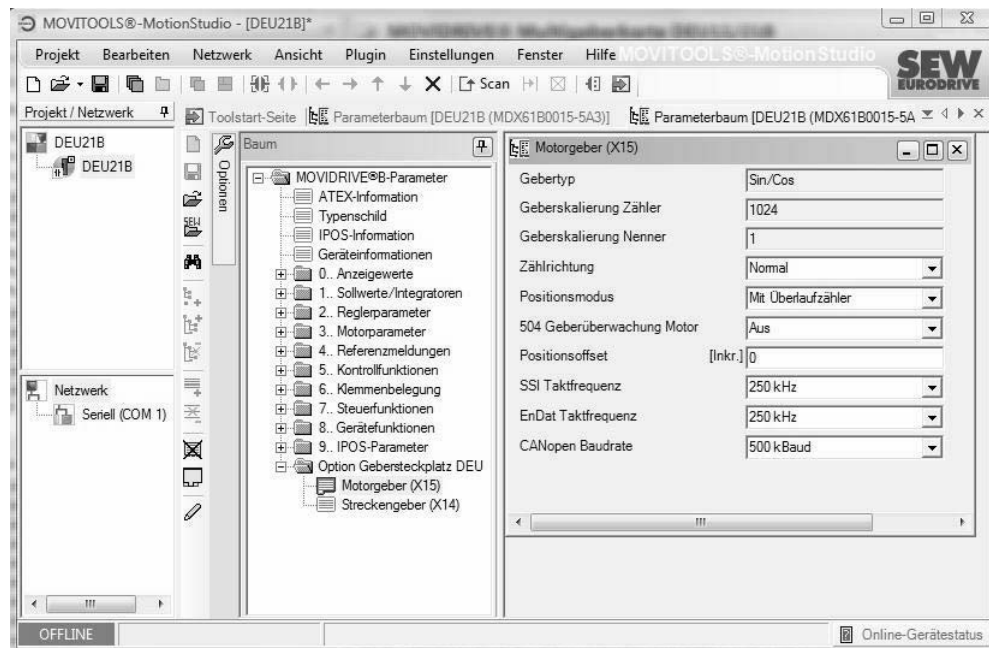 MOVITOOLS®-MotionStudio - [DEU21B]*
Projekt Bearbeiten Netzwerk Ansicht Plugin Einstellungen Fenster Hilfe MOVITOOLS®-MotionStudio
SEW
EURODRIVE
Scan
Projekt / Netzwerk
Toolstart-Seite Parameterbaum [DEU21B (MDX61B0015-5A3)] Parameterbaum [DEU21B (MDX61B0015-5A
DEU21B
DEU21B
Netzwerk
Seriell (COM 1)
SEW
Optionen
Baum
MOVIDRIVE®B-Parameter
ATEX-Information
Typenschild
IPOS-Information
Geräteinformationen
0.. Anzeigewerte
1.. Sollwerte/Integratoren
2.. Reglerparameter
3.. Motorparameter
4.. Referenzmeldungen
5.. Kontrollfunktionen
6.. Klemmenbelegung
7.. Steuerfunktionen
8.. Gerätefunktionen
9.. IPOS-Parameter
Option Gebersteckplatz DEU
Motorgeber (X15)
Streckengeber (X14)
Motorgeber (X15)
Gebertyp Sin/Cos
Geberskalierung Zähler 1024
Geberskalierung Nenner 1
Zählrichtung Normal
Positionsmodus Mit Überlaufzähler
504 Geberüberwachung Motor Aus
Positionsoffset [Inkr.] 0
SSI Taktfrequenz 250 kHz
EnDat Taktfrequenz 250 kHz
CANopen Baudrate 500 kBaud
OFFLINE
Online-Gerätestatus